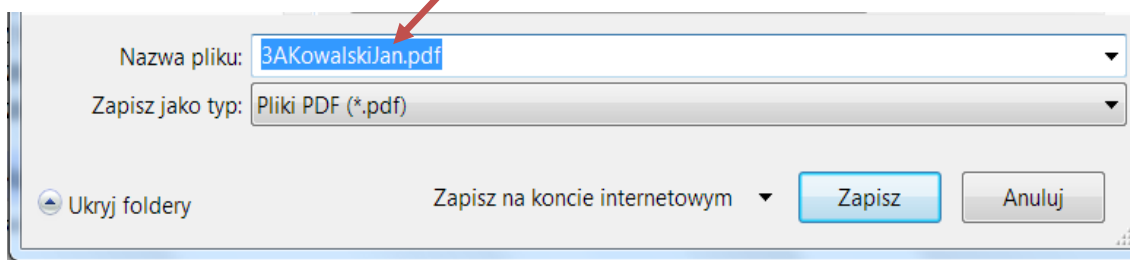 Nazwa pliku: 3AKowalskiJan.pdf
Zapisz jako typ: Pliki PDF (*.pdf)
Ukryj foldery Zapisz na koncie internetowym Zapisz Anuluj